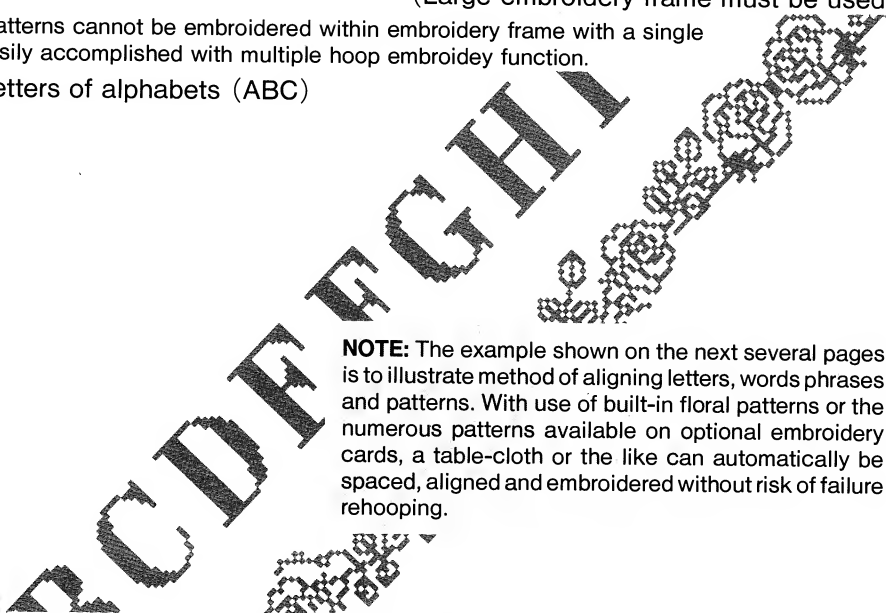 (Large embroidery frame must be used
atterns cannot be embroidered within embroidery frame with a single
sily accomplished with multiple hoop embroidey function.
etters of alphabets (ABC)
BCDEFGHI
NOTE: The example shown on the next several pages
is to illustrate method of aligning letters, words phrases
and patterns. With use of built-in floral patterns or the
numerous patterns available on optional embroidery
cards, a table-cloth or the like can automatically be
spaced, aligned and embroidered without risk of failure
rehooping.